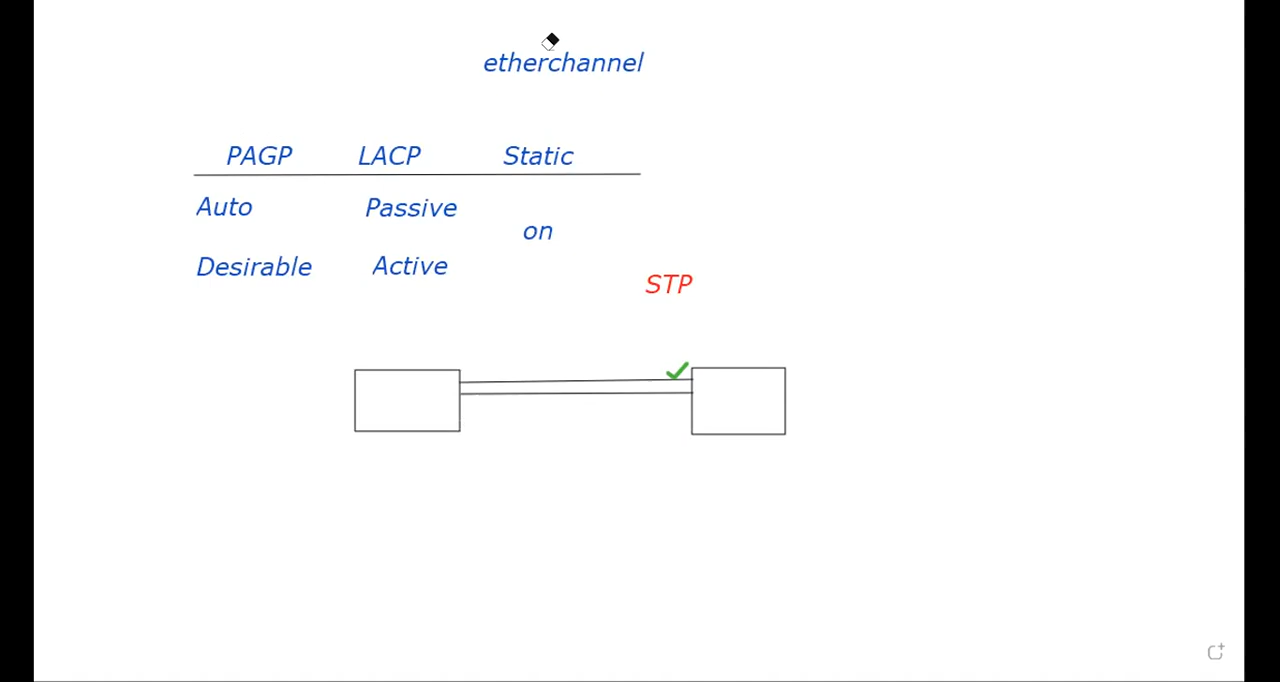 etherchannel
PAGP LACP Static
Auto Passive
on
Desirable Active
STP